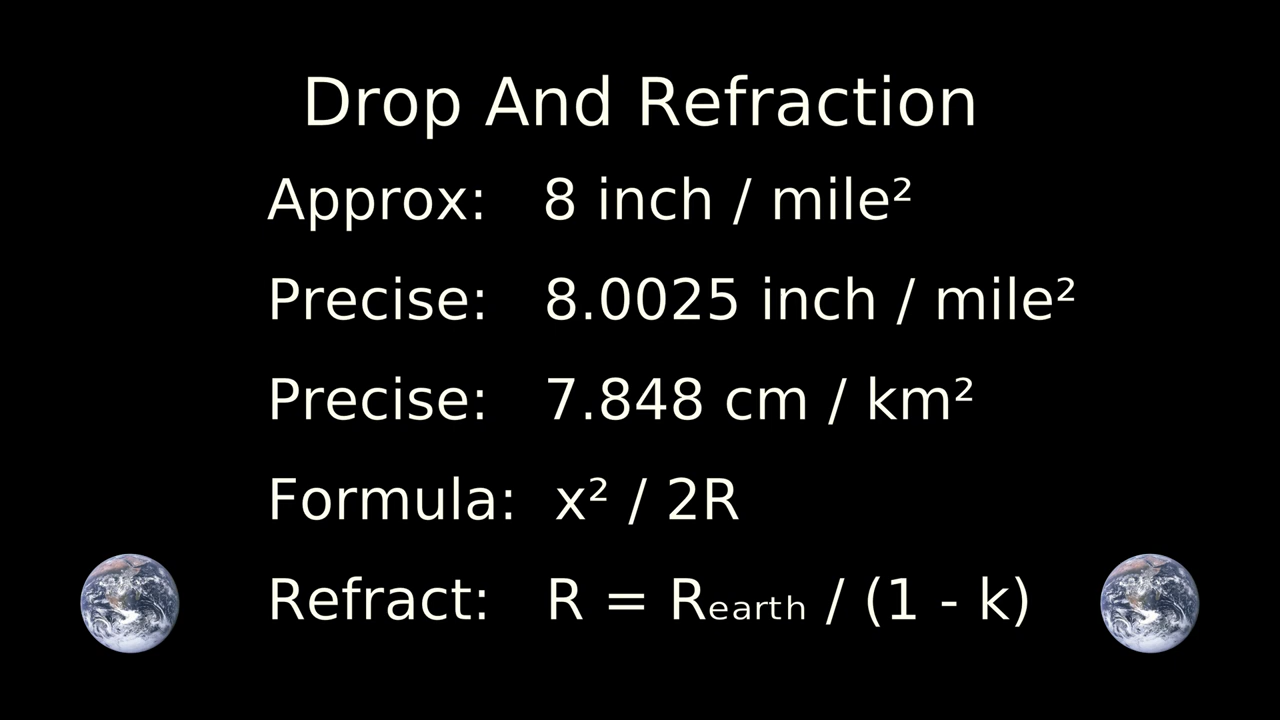 Drop And Refraction
Approx: 8 inch / mile²
Precise: 8.0025 inch / mile²
Precise: 7.848 cm / km²
Formula: x² / 2R
Refract: R = Rearth / (1 - k)